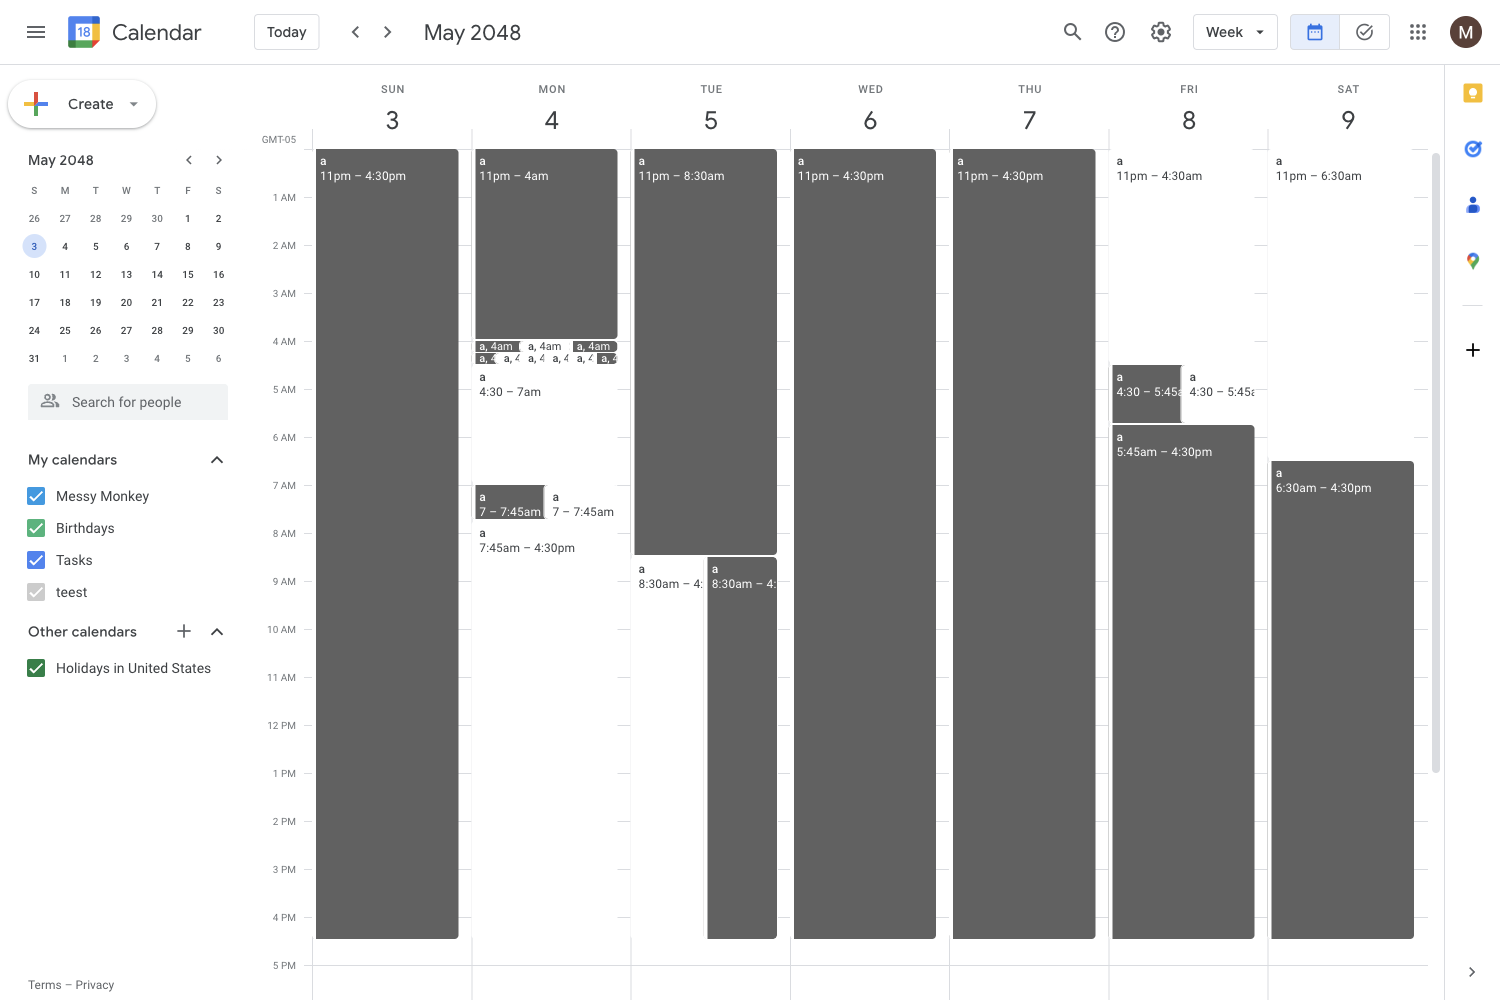 18 Calendar
Today
May 2048
Week
M
Create
May 2048
S M T W T F S
26 27 28 29 30 1 2
3 4 5 6 7 8 9
10 11 12 13 14 15 16
17 18 19 20 21 22 23
24 25 26 27 28 29 30
31 1 2 3 4 5 6
Search for people
My calendars
Messy Monkey
Birthdays
Tasks
teest
Other calendars
Holidays in United States
Terms – Privacy
GMT-05
SUN MON TUE WED THU FRI SAT
3 4 5 6 7 8 9
1 AM
2 AM
3 AM
4 AM
5 AM
6 AM
7 AM
8 AM
9 AM
10 AM
11 AM
12 PM
1 PM
2 PM
3 PM
4 PM
5 PM
a
11pm – 4:30pm
a
11pm – 4am
a, 4am a, 4am a, 4am
a, 4 a, 4 a, 4 a, 4 a, 4 a, 4
a
4:30 – 7am
a
7 – 7:45am
a
7 – 7:45am
a
7:45am – 4:30pm
a
11pm – 8:30am
a
8:30am – 4:
a
8:30am – 4:
a
11pm – 4:30pm
a
11pm – 4:30pm
a
11pm – 4:30am
a
4:30 – 5:45a
a
4:30 – 5:45a
a
5:45am – 4:30pm
a
11pm – 6:30am
a
6:30am – 4:30pm